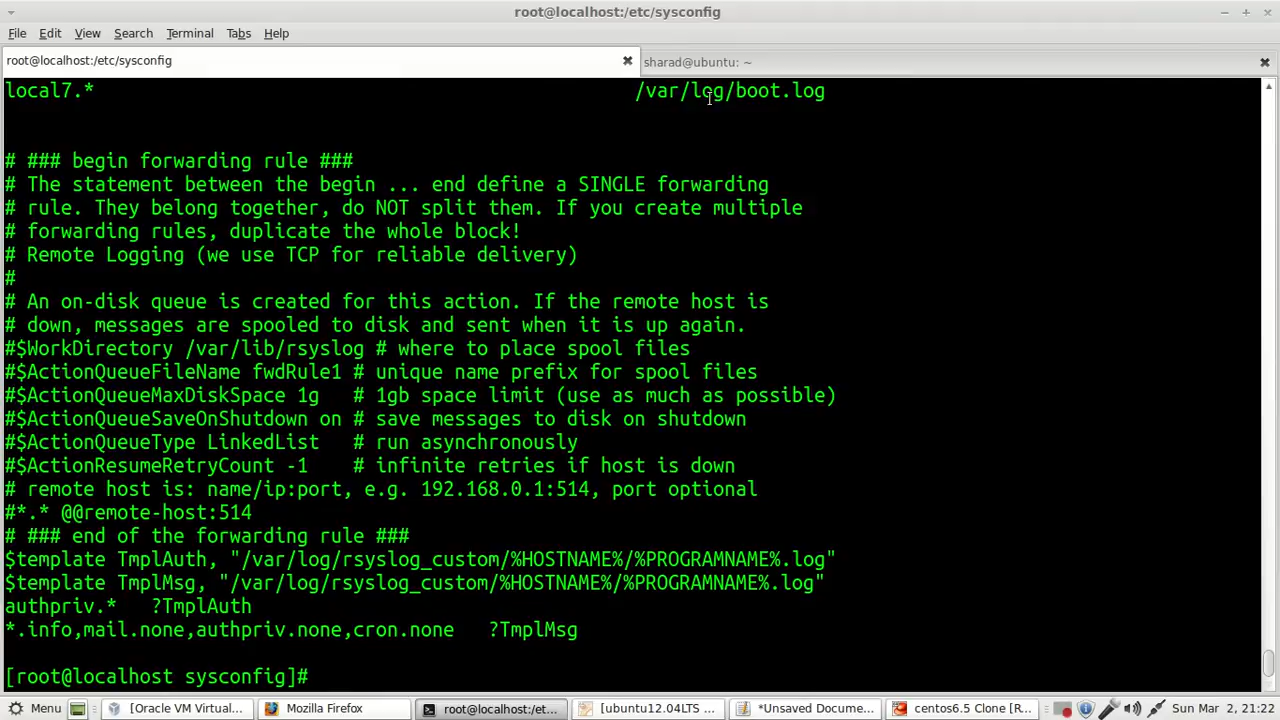 root@localhost:/etc/sysconfig
File Edit View Search Terminal Tabs Help
root@localhost:/etc/sysconfig
sharad@ubuntu: ~
local7.* /var/log/boot.log
# ### begin forwarding rule ###
# The statement between the begin ... end define a SINGLE forwarding
# rule. They belong together, do NOT split them. If you create multiple
# forwarding rules, duplicate the whole block!
# Remote Logging (we use TCP for reliable delivery)
#
# An on-disk queue is created for this action. If the remote host is
# down, messages are spooled to disk and sent when it is up again.
#$WorkDirectory /var/lib/rsyslog # where to place spool files
#$ActionQueueFileName fwdRule1 # unique name prefix for spool files
#$ActionQueueMaxDiskSpace 1g   # 1gb space limit (use as much as possible)
#$ActionQueueSaveOnShutdown on # save messages to disk on shutdown
#$ActionQueueType LinkedList   # run asynchronously
#$ActionResumeRetryCount -1    # infinite retries if host is down
# remote host is: name/ip:port, e.g. 192.168.0.1:514, port optional
#*.* @@remote-host:514
# ### end of the forwarding rule ###
$template TmplAuth, "/var/log/rsyslog_custom/%HOSTNAME%/%PROGRAMNAME%.log"
$template TmplMsg, "/var/log/rsyslog_custom/%HOSTNAME%/%PROGRAMNAME%.log"
authpriv.*   ?TmplAuth
*.info,mail.none,authpriv.none,cron.none   ?TmplMsg
[root@localhost sysconfig]#
Menu [Oracle VM Virtual... Mozilla Firefox root@localhost:/et... [ubuntu12.04LTS ... *Unsaved Docume... centos6.5 Clone [R... Sun Mar 2, 21:22